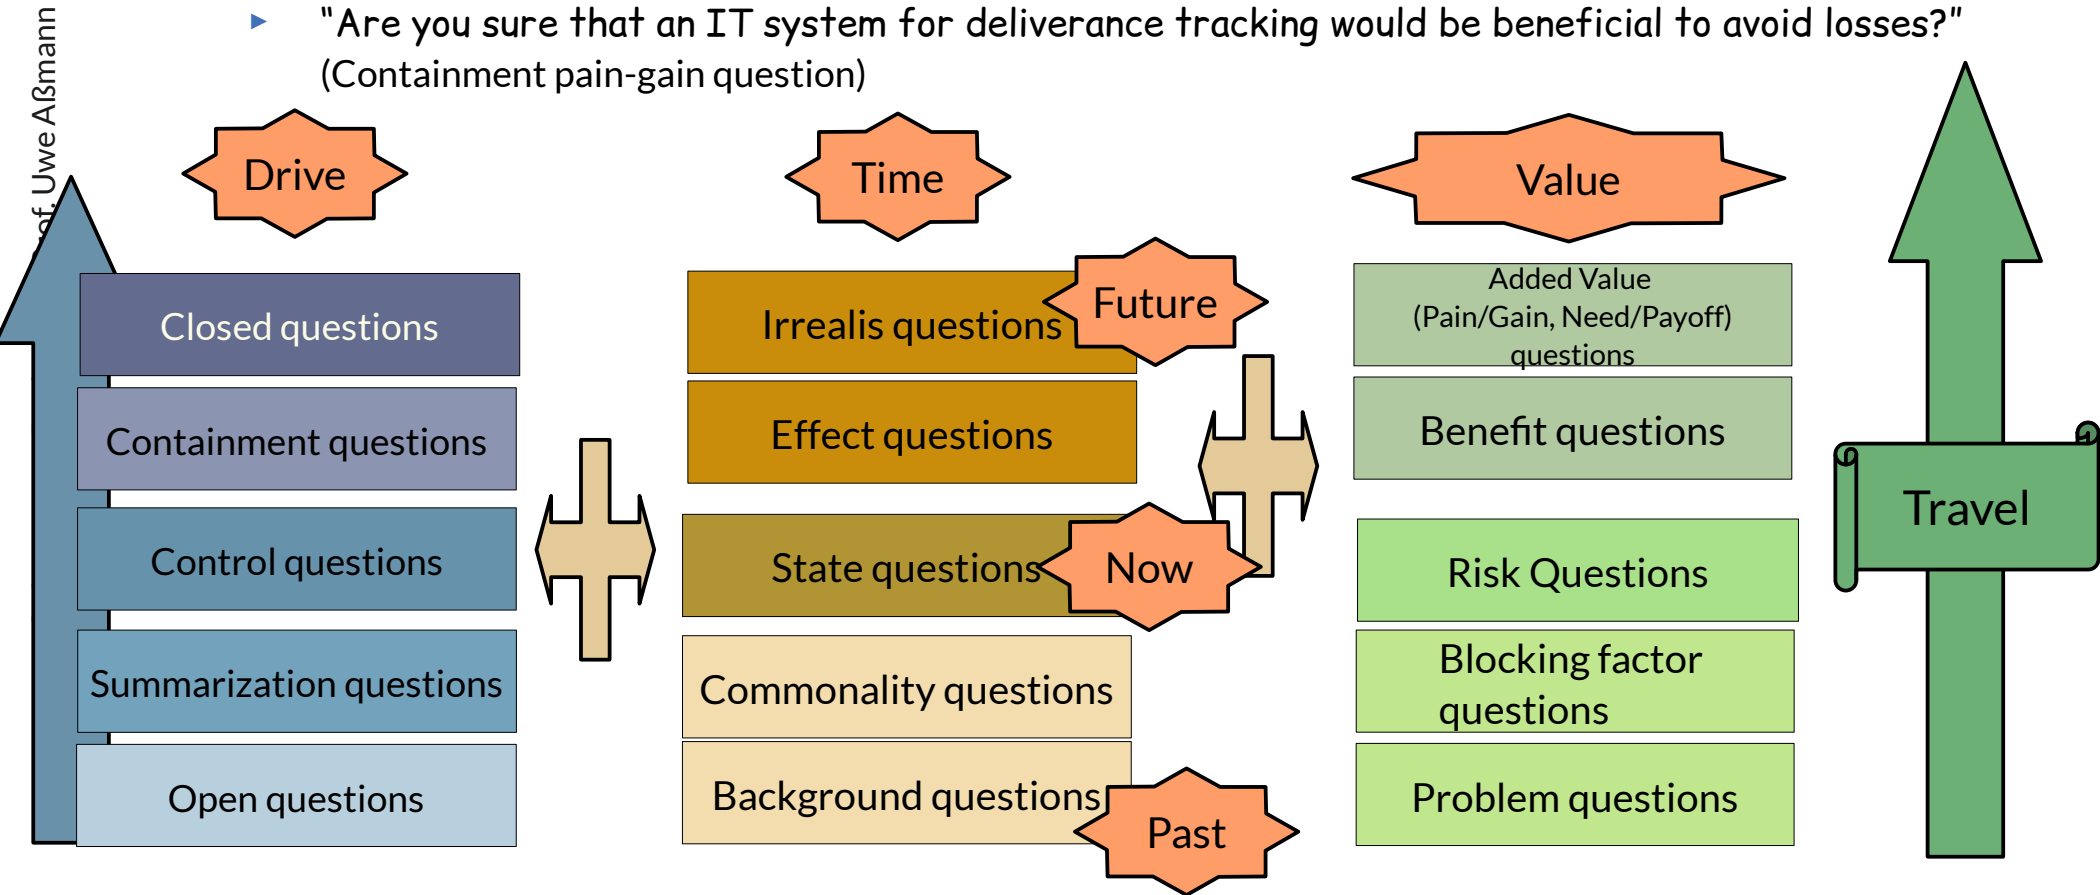 ► "Are you sure that an IT system for deliverance tracking would be beneficial to avoid losses?"
(Containment pain-gain question)
of. Uwe Aßmann
Drive
Time
Value
Closed questions
Containment questions
Control questions
Summarization questions
Open questions
Irrealis questions
Future
Effect questions
State questions
Now
Commonality questions
Background questions
Past
Added Value
(Pain/Gain, Need/Payoff)
questions
Benefit questions
Risk Questions
Blocking factor
questions
Problem questions
Travel